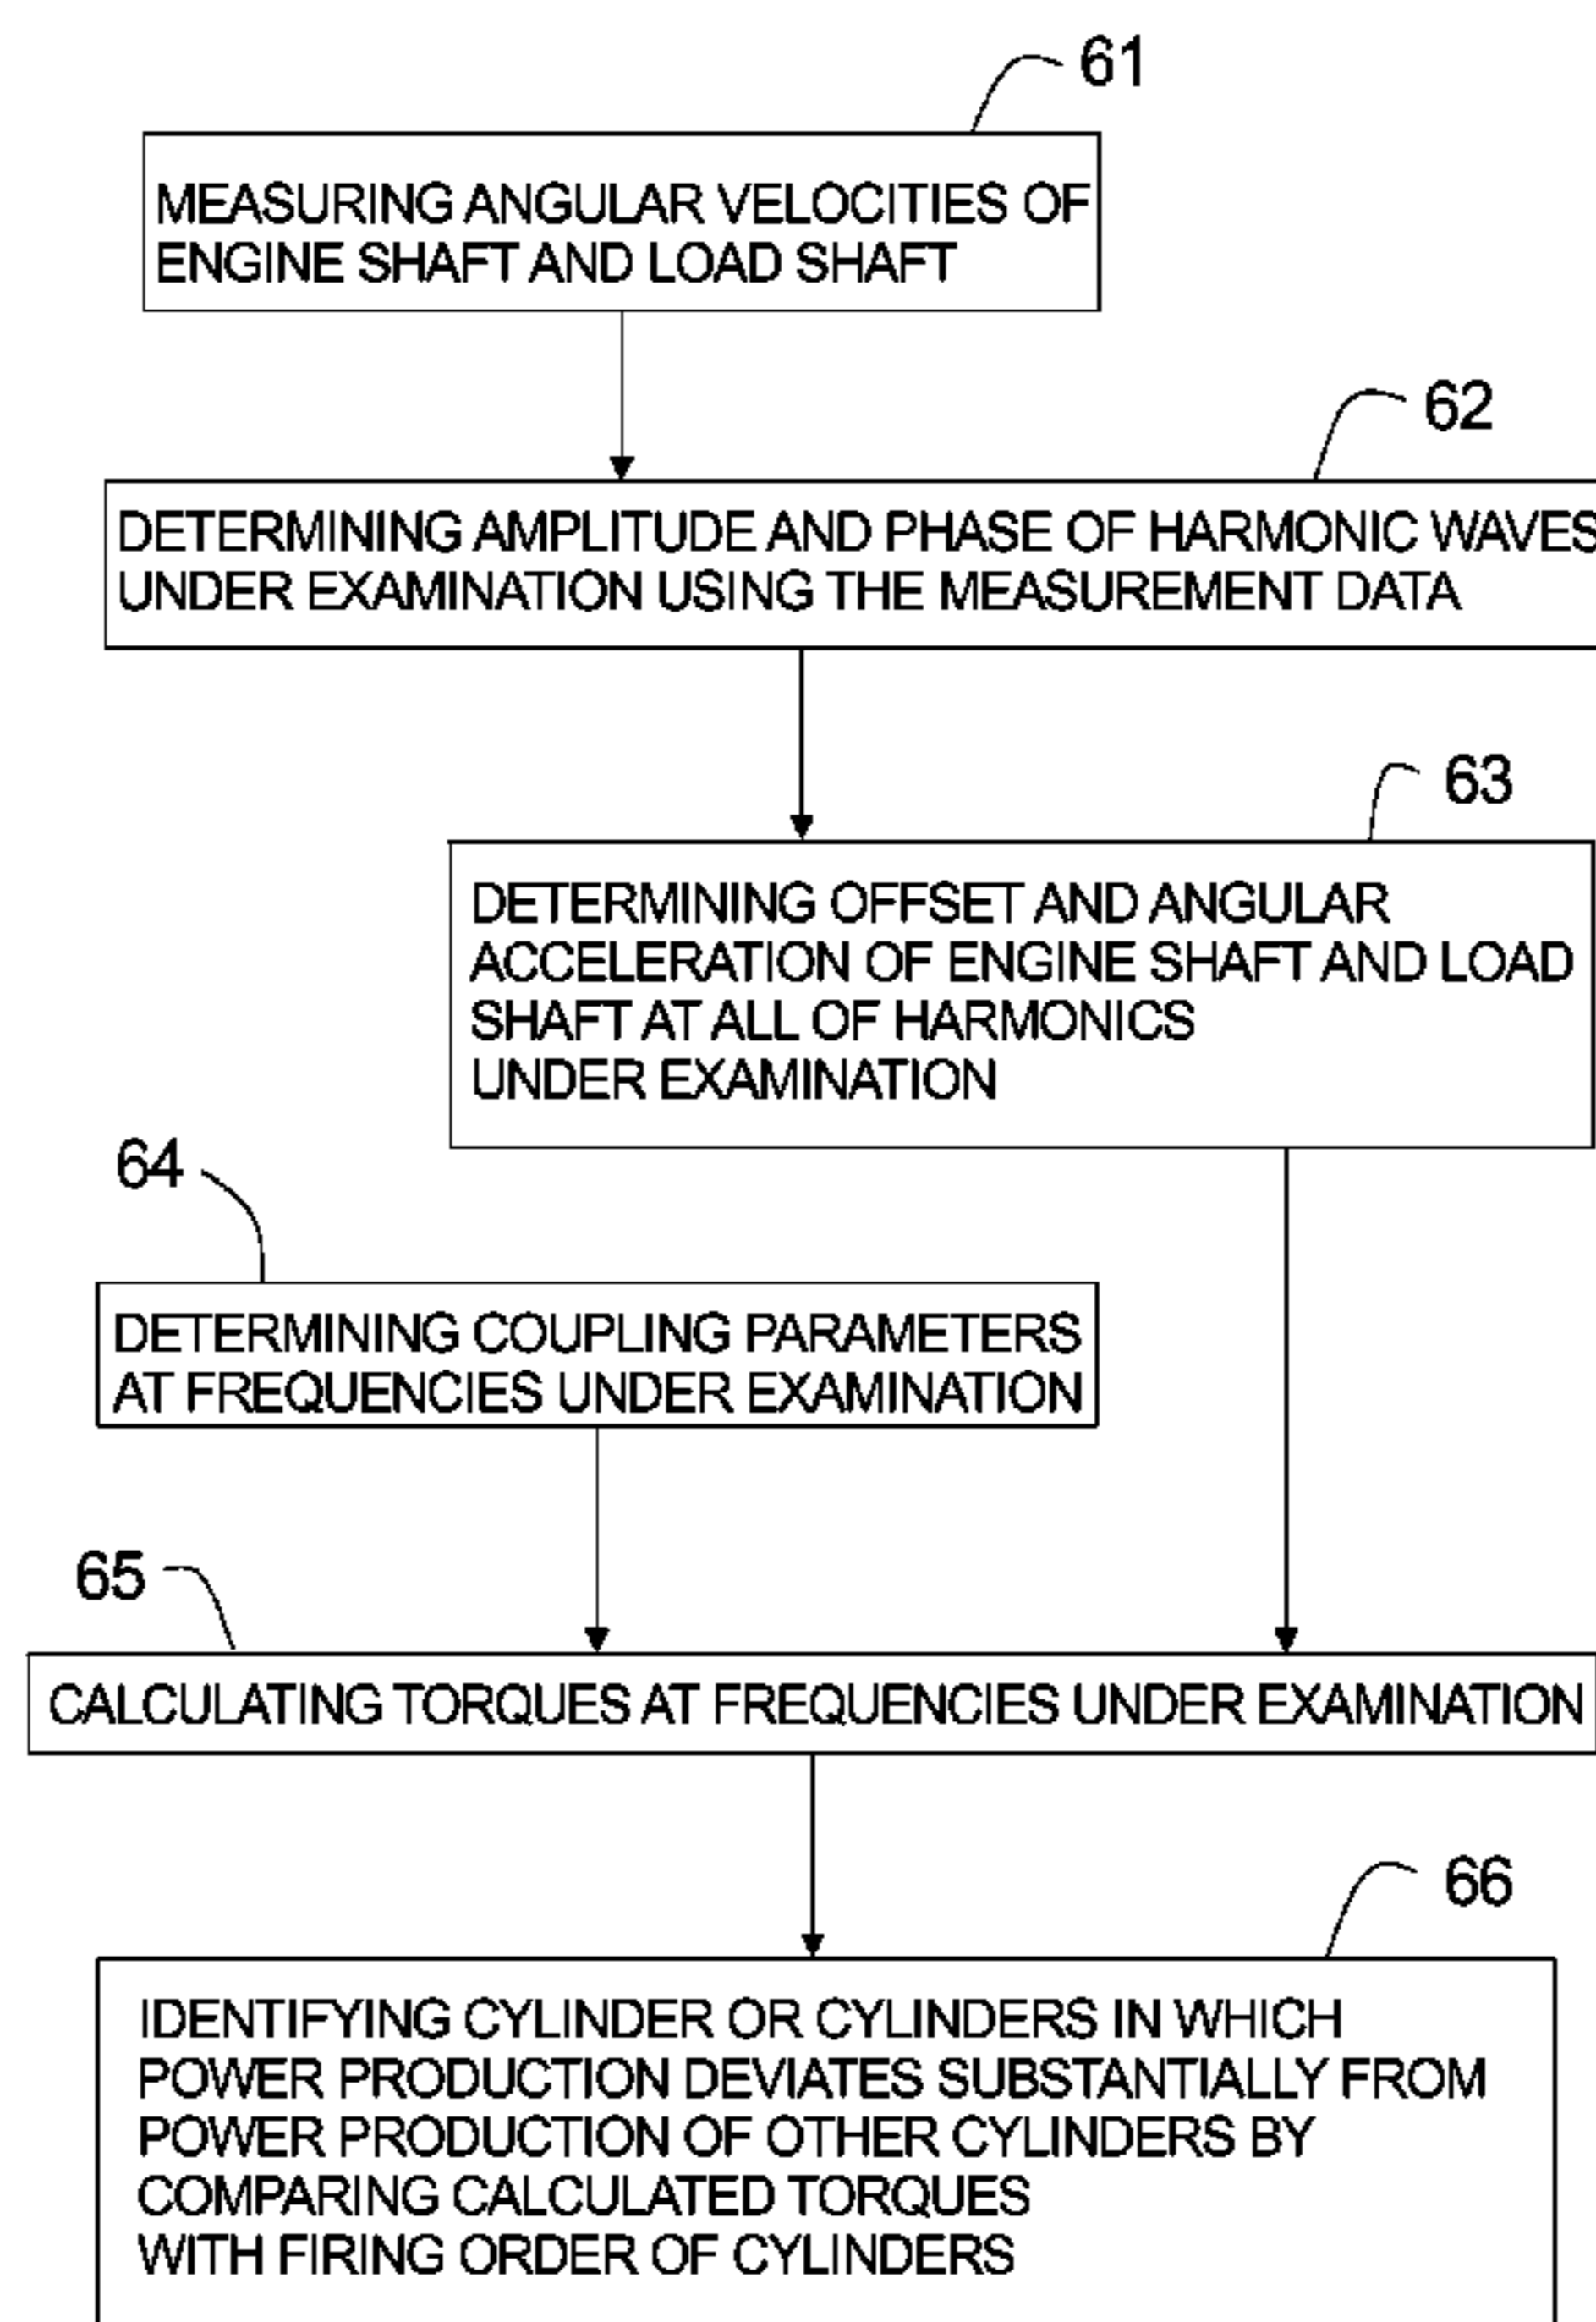 61
MEASURING ANGULAR VELOCITIES OF
ENGINE SHAFT AND LOAD SHAFT
62
DETERMINING AMPLITUDE AND PHASE OF HARMONIC WAVES
UNDER EXAMINATION USING THE MEASUREMENT DATA
63
DETERMINING OFFSET AND ANGULAR
ACCELERATION OF ENGINE SHAFT AND LOAD
SHAFT AT ALL OF HARMONICS
UNDER EXAMINATION
64
DETERMINING COUPLING PARAMETERS
AT FREQUENCIES UNDER EXAMINATION
65
CALCULATING TORQUES AT FREQUENCIES UNDER EXAMINATION
66
IDENTIFYING CYLINDER OR CYLINDERS IN WHICH
POWER PRODUCTION DEVIATES SUBSTANTIALLY FROM
POWER PRODUCTION OF OTHER CYLINDERS BY
COMPARING CALCULATED TORQUES
WITH FIRING ORDER OF CYLINDERS